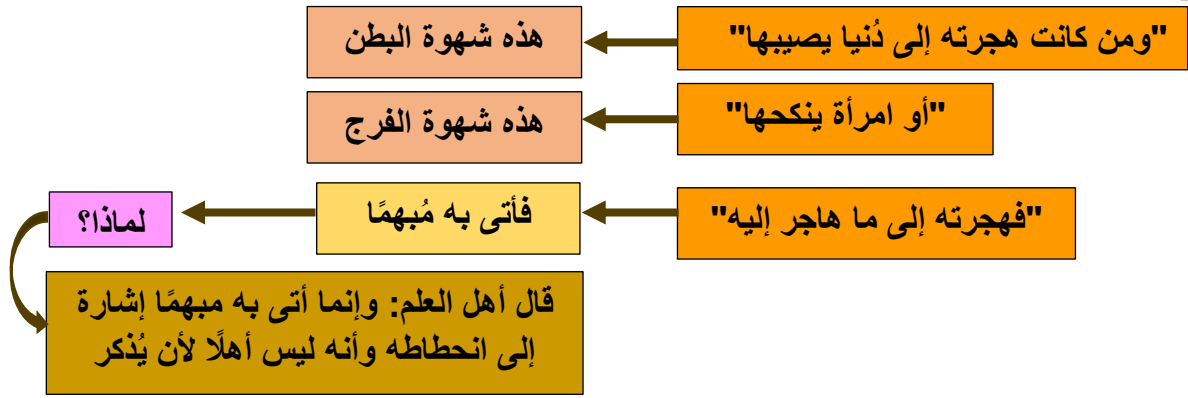 "ومن كانت هجرته إلى دُنيا يصيبها"
هذه شهوة البطن
"أو امرأة ينكحها"
هذه شهوة الفرج
"فهجرته إلى ما هاجر إليه"
فأتى به مُبهمًا
لماذا؟
قال أهل العلم: وإنما أتى به مبهمًا إشارة
إلى انحطاطه وأنه ليس أهلًا لأن يُذكر